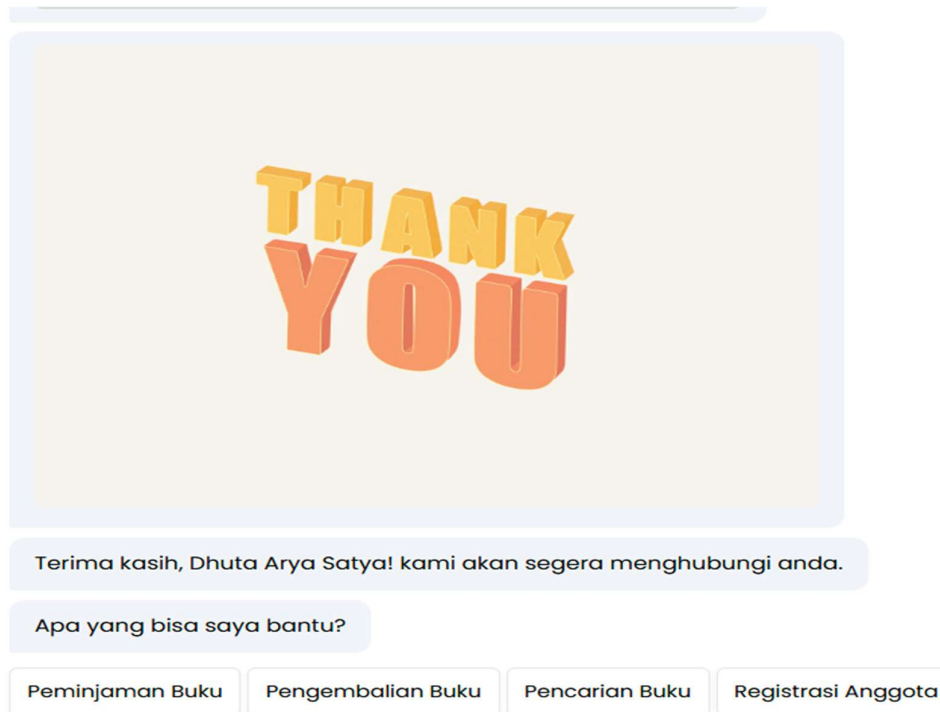 THANK
YOU
Terima kasih, Dhuta Arya Satya! kami akan segera menghubungi anda.
Apa yang bisa saya bantu?
Peminjaman Buku Pengembalian Buku Pencarian Buku Registrasi Anggota